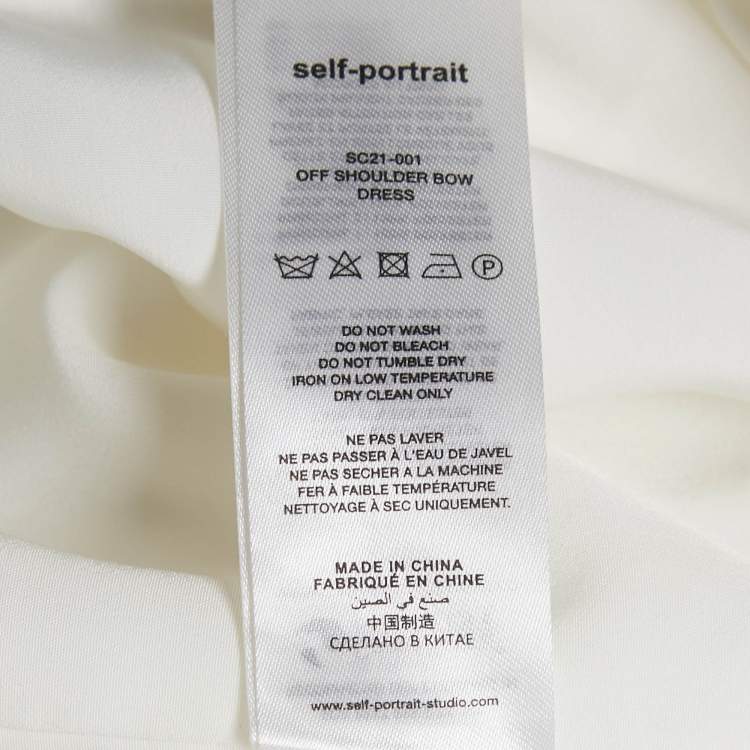 self-portrait
SC21-001
OFF SHOULDER BOW
DRESS
P
DO NOT WASH
DO NOT BLEACH
DO NOT TUMBLE DRY
IRON ON LOW TEMPERATURE
DRY CLEAN ONLY
NE PAS LAVER
NE PAS PASSER À L'EAU DE JAVEL
NE PAS SECHER A LA MACHINE
FER À FAIBLE TEMPÉRATURE
NETTOYAGE À SEC UNIQUEMENT.
MADE IN CHINA
FABRIQUÉ EN CHINE
صنع في الصين
中国制造
СДЕЛАНО В КИТАЕ
www.self-portrait-studio.com